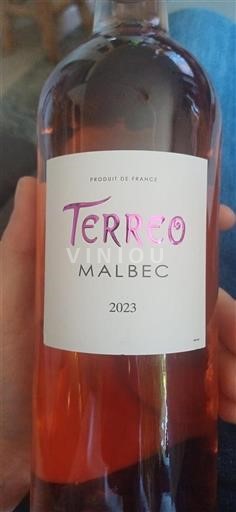 PRODUIT DE FRANCE
TERREO
VINIOU
MALBEC
2023